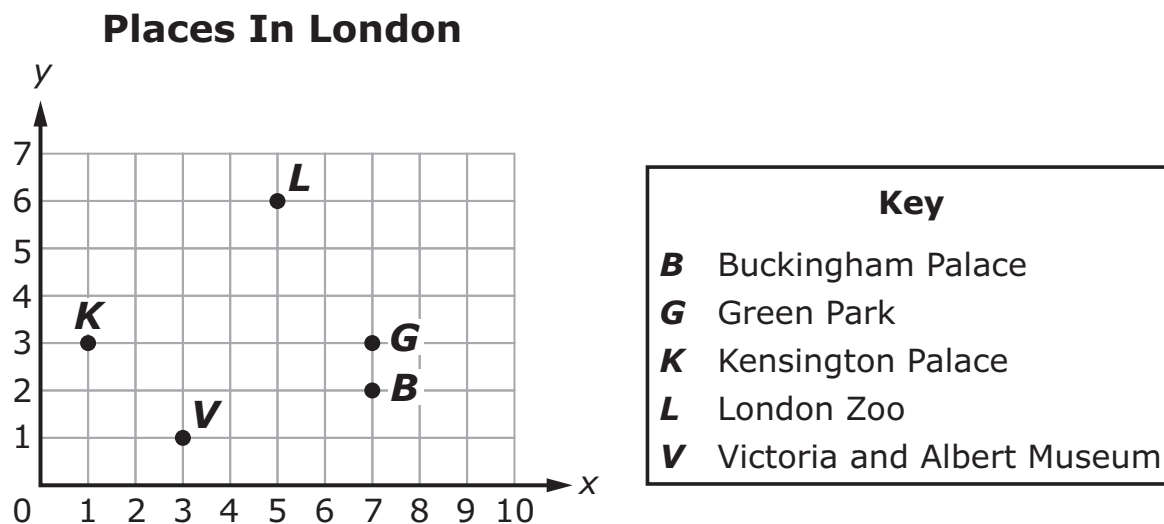 Places In London
y
7
6
5
4
3
2
1
L
K
G
B
V
0 1 2 3 4 5 6 7 8 9 10
x
Key
B Buckingham Palace
G Green Park
K Kensington Palace
L London Zoo
V Victoria and Albert Museum